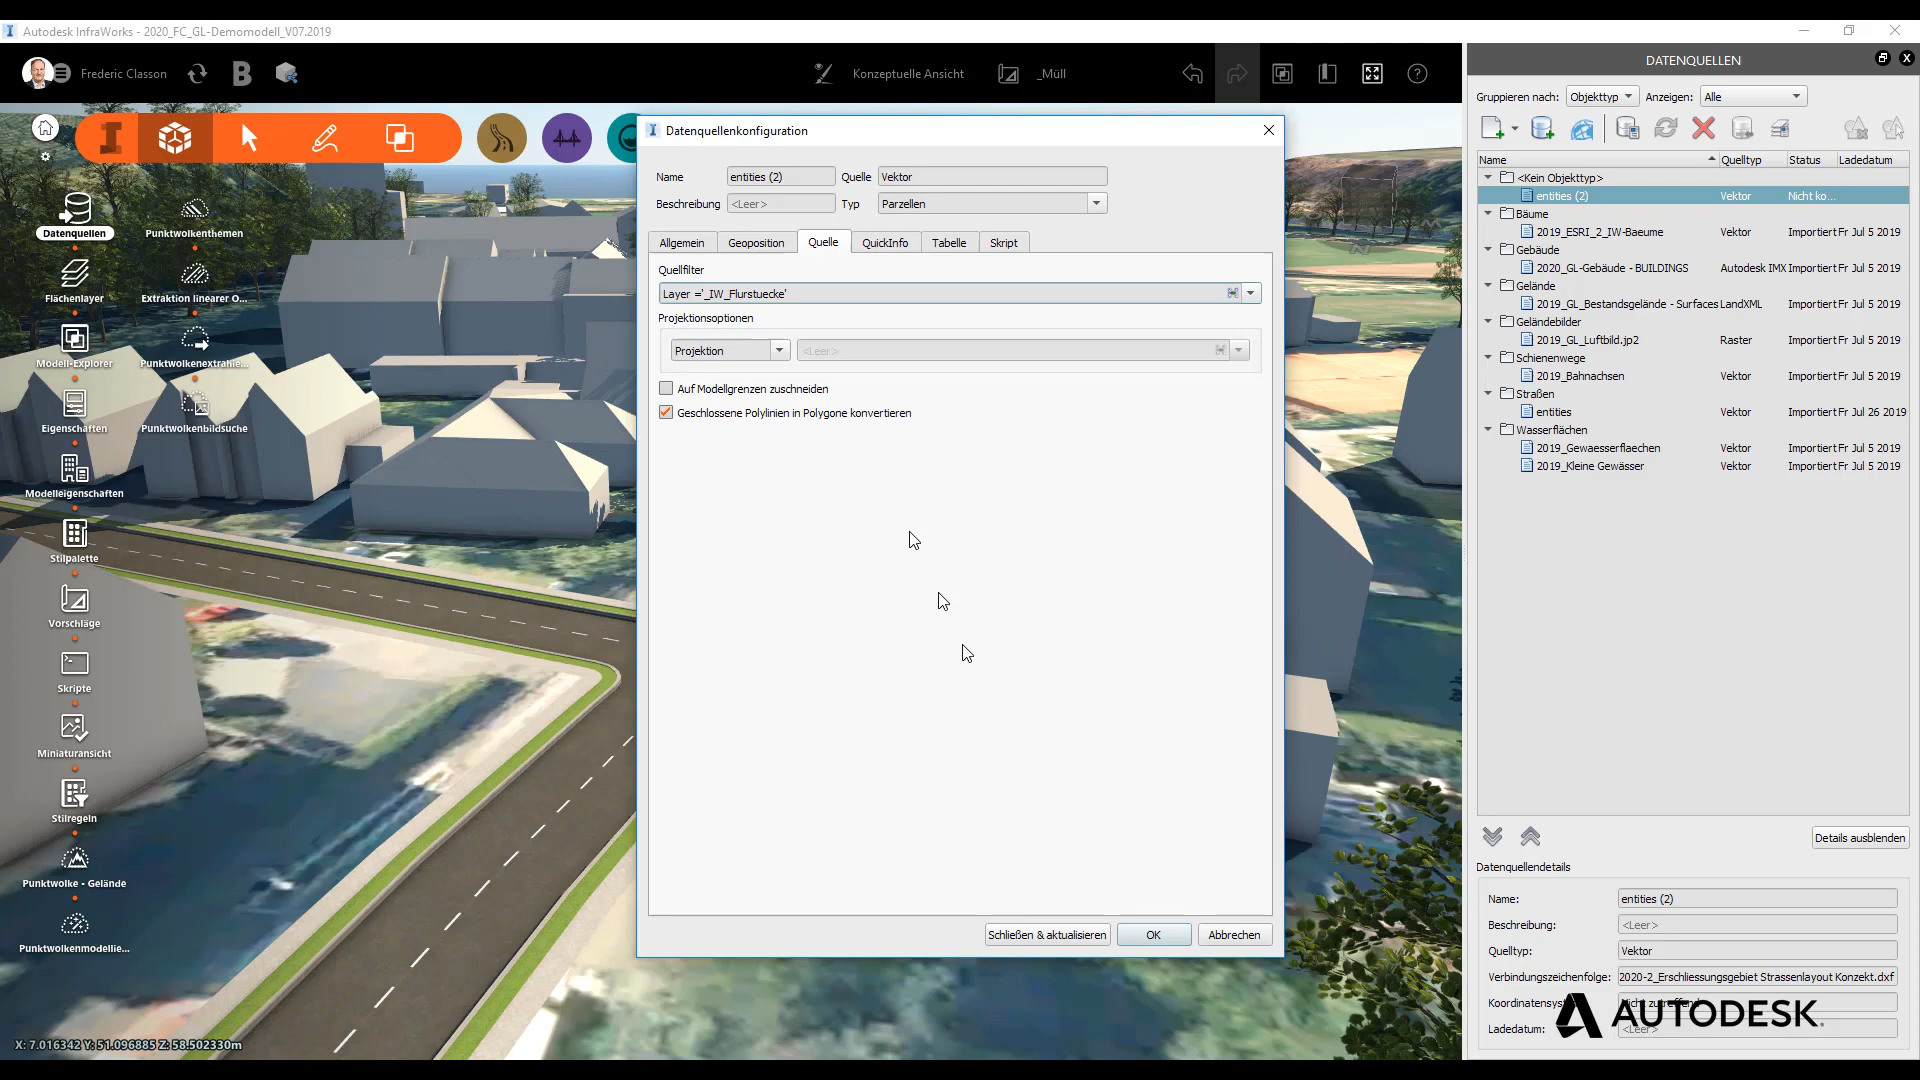 Autodesk InfraWorks - 2020_FC_GL-Demomodell_V07.2019
Frederic Classon
Konzeptuelle Ansicht
_Müll
Datenquellen
Flächenlayer
Modell-Explorer
Eigenschaften
Modelleigenschaften
Stilpalette
Vorschläge
Skripte
Miniaturansicht
Stilregeln
Punktwolke - Gelände
Punktwolkenmodellie...
Punktwolkenthemen
Extraktion linearer O...
Punktwolkenextrahie...
Punktwolkenbildsuche
X: 7.016342 Y: 51.096885 Z: 58.502330m
Datenquellenkonfiguration
Name entities (2) Quelle Vektor
Beschreibung <Leer> Typ Parzellen
Allgemein Geoposition Quelle QuickInfo Tabelle Skript
Quellfilter
Layer ='_IW_Flurstuecke'
Projektionsoptionen
Projektion <Leer>
Auf Modellgrenzen zuschneiden
Geschlossene Polylinien in Polygone konvertieren
Schließen & aktualisieren OK Abbrechen
DATENQUELLEN
Gruppieren nach: Objekttyp Anzeigen: Alle
Name Quelltyp Status Ladedatum
<Kein Objekttyp>
entities (2) Vektor Nicht ko...
Bäume
2019_ESRI_2_IW-Baeume Vektor Importiert Fr Jul 5 2019
Gebäude
2020_GL-Gebäude - BUILDINGS Autodesk IMX Importiert Fr Jul 5 2019
Gelände
2019_GL_Bestandsgelände - Surfaces LandXML Importiert Fr Jul 5 2019
Geländebilder
2019_GL_Luftbild.jp2 Raster Importiert Fr Jul 5 2019
Schienenwege
2019_Bahnachsen Vektor Importiert Fr Jul 5 2019
Straßen
entities Vektor Importiert Fr Jul 26 2019
Wasserflächen
2019_Gewaesserflaechen Vektor Importiert Fr Jul 5 2019
2019_Kleine Gewässer Vektor Importiert Fr Jul 5 2019
Details ausblenden
Datenquellendetails
Name: entities (2)
Beschreibung: <Leer>
Quelltyp: Vektor
Verbindungszeichenfolge: 2020-2_Erschliessungsgebiet Strassenlayout Konzekt.dxf
Koordinatensys Nicht zutreffend
AUTODESK.
Ladedatum: <Leer>